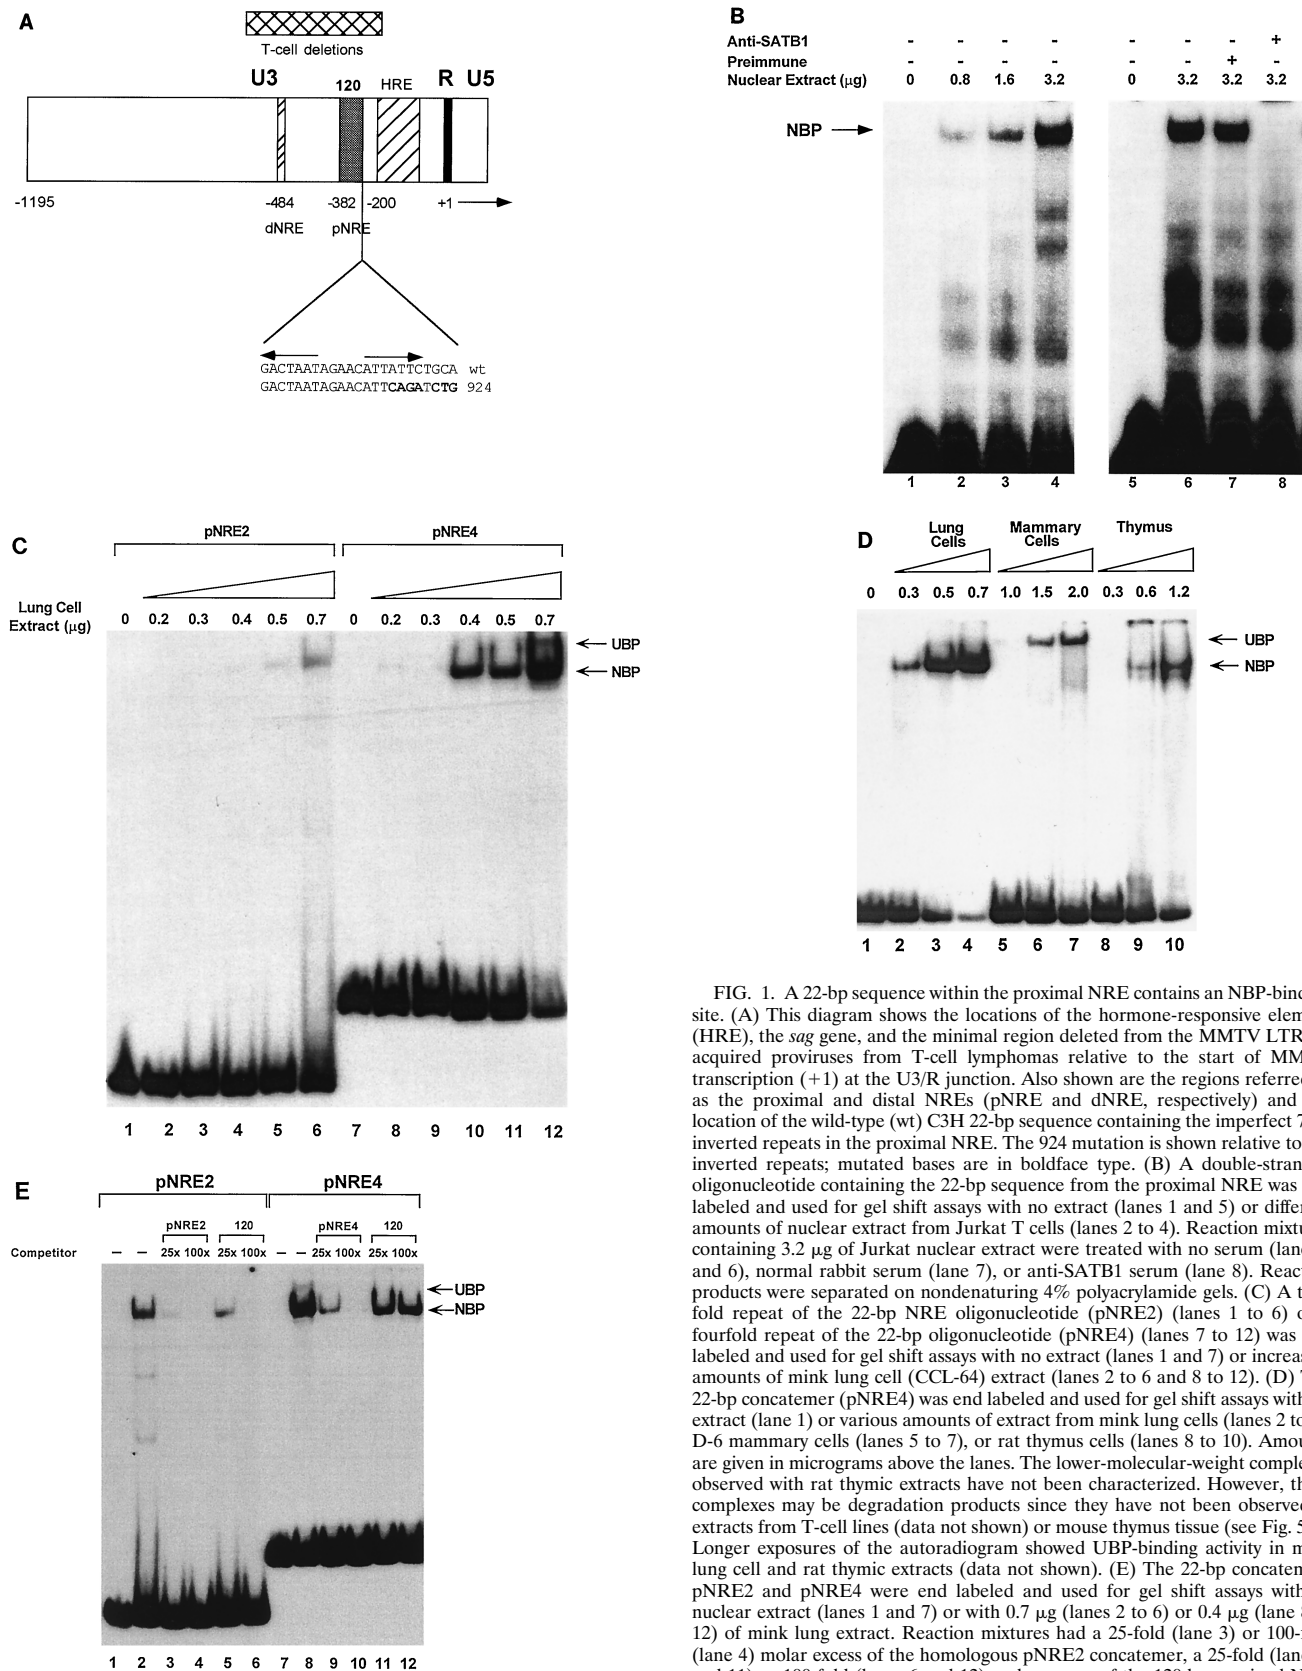 A
T-cell deletions
U3 120 HRE R U5
-1195 -484 -382 -200 +1
dNRE pNRE
GACTAATAGAACATTATTCTGCA wt
GACTAATAGAACATTCAGATCTG 924
B
Anti-SATB1 - - - - - - - +
Preimmune - - - - - - + -
Nuclear Extract (μg) 0 0.8 1.6 3.2 0 3.2 3.2 3.2
NBP
1 2 3 4 5 6 7 8
C
pNRE2 pNRE4
Lung Cell
Extract (μg) 0 0.2 0.3 0.4 0.5 0.7 0 0.2 0.3 0.4 0.5 0.7
UBP
NBP
1 2 3 4 5 6 7 8 9 10 11 12
D
Lung Cells Mammary Cells Thymus
0 0.3 0.5 0.7 1.0 1.5 2.0 0.3 0.6 1.2
UBP
NBP
1 2 3 4 5 6 7 8 9 10
E
pNRE2 pNRE4
pNRE2 120 pNRE4 120
Competitor – – 25x 100x 25x 100x – – 25x 100x 25x 100x
UBP
NBP
1 2 3 4 5 6 7 8 9 10 11 12
FIG. 1. A 22-bp sequence within the proximal NRE contains an NBP-bind
site. (A) This diagram shows the locations of the hormone-responsive elem
(HRE), the sag gene, and the minimal region deleted from the MMTV LTR
acquired proviruses from T-cell lymphomas relative to the start of MM
transcription (+1) at the U3/R junction. Also shown are the regions referred
as the proximal and distal NREs (pNRE and dNRE, respectively) and
location of the wild-type (wt) C3H 22-bp sequence containing the imperfect 7
inverted repeats in the proximal NRE. The 924 mutation is shown relative to
inverted repeats; mutated bases are in boldface type. (B) A double-stran
oligonucleotide containing the 22-bp sequence from the proximal NRE was
labeled and used for gel shift assays with no extract (lanes 1 and 5) or differ
amounts of nuclear extract from Jurkat T cells (lanes 2 to 4). Reaction mixtu
containing 3.2 μg of Jurkat nuclear extract were treated with no serum (lane
and 6), normal rabbit serum (lane 7), or anti-SATB1 serum (lane 8). React
products were separated on nondenaturing 4% polyacrylamide gels. (C) A t
fold repeat of the 22-bp NRE oligonucleotide (pNRE2) (lanes 1 to 6) o
fourfold repeat of the 22-bp oligonucleotide (pNRE4) (lanes 7 to 12) was
labeled and used for gel shift assays with no extract (lanes 1 and 7) or increas
amounts of mink lung cell (CCL-64) extract (lanes 2 to 6 and 8 to 12). (D)
22-bp concatemer (pNRE4) was end labeled and used for gel shift assays with
extract (lane 1) or various amounts of extract from mink lung cells (lanes 2 to
D-6 mammary cells (lanes 5 to 7), or rat thymus cells (lanes 8 to 10). Amou
are given in micrograms above the lanes. The lower-molecular-weight comple
observed with rat thymic extracts have not been characterized. However, th
complexes may be degradation products since they have not been observed
extracts from T-cell lines (data not shown) or mouse thymus tissue (see Fig. 5
Longer exposures of the autoradiogram showed UBP-binding activity in m
lung cell and rat thymic extracts (data not shown). (E) The 22-bp concatem
pNRE2 and pNRE4 were end labeled and used for gel shift assays with
nuclear extract (lanes 1 and 7) or with 0.7 μg (lanes 2 to 6) or 0.4 μg (lane
12) of mink lung extract. Reaction mixtures had a 25-fold (lane 3) or 100-
(lane 4) molar excess of the homologous pNRE2 concatemer, a 25-fold (lan